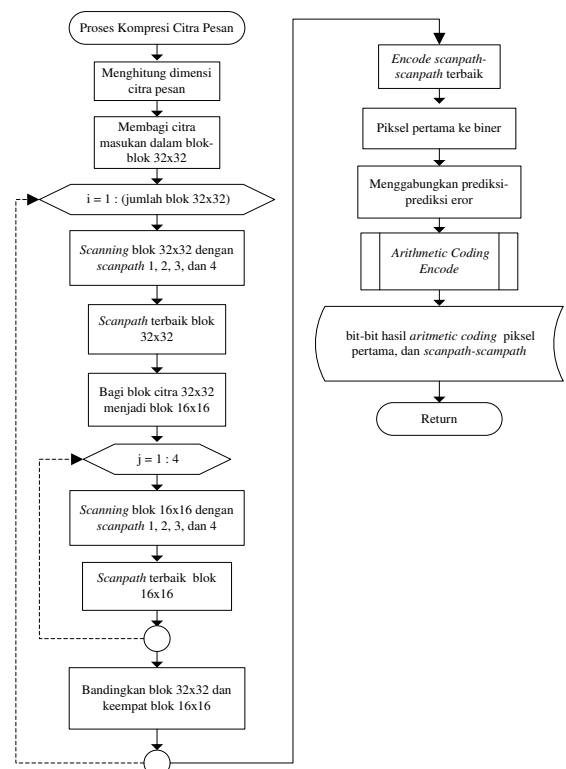 Proses Kompresi Citra Pesan
Menghitung dimensi
citra pesan
Membagi citra
masukan dalam blok-
blok 32x32
i = 1 : (jumlah blok 32x32)
Scanning blok 32x32 dengan
scanpath 1, 2, 3, dan 4
Scanpath terbaik blok
32x32
Bagi blok citra 32x32
menjadi blok 16x16
j = 1 : 4
Scanning blok 16x16 dengan
scanpath 1, 2, 3, dan 4
Scanpath terbaik blok
16x16
Bandingkan blok 32x32 dan
keempat blok 16x16
Encode scanpath-
scanpath terbaik
Piksel pertama ke biner
Menggabungkan prediksi-
prediksi eror
Arithmetic Coding
Encode
bit-bit hasil aritmetic coding piksel
pertama, dan scanpath-scampath
Return